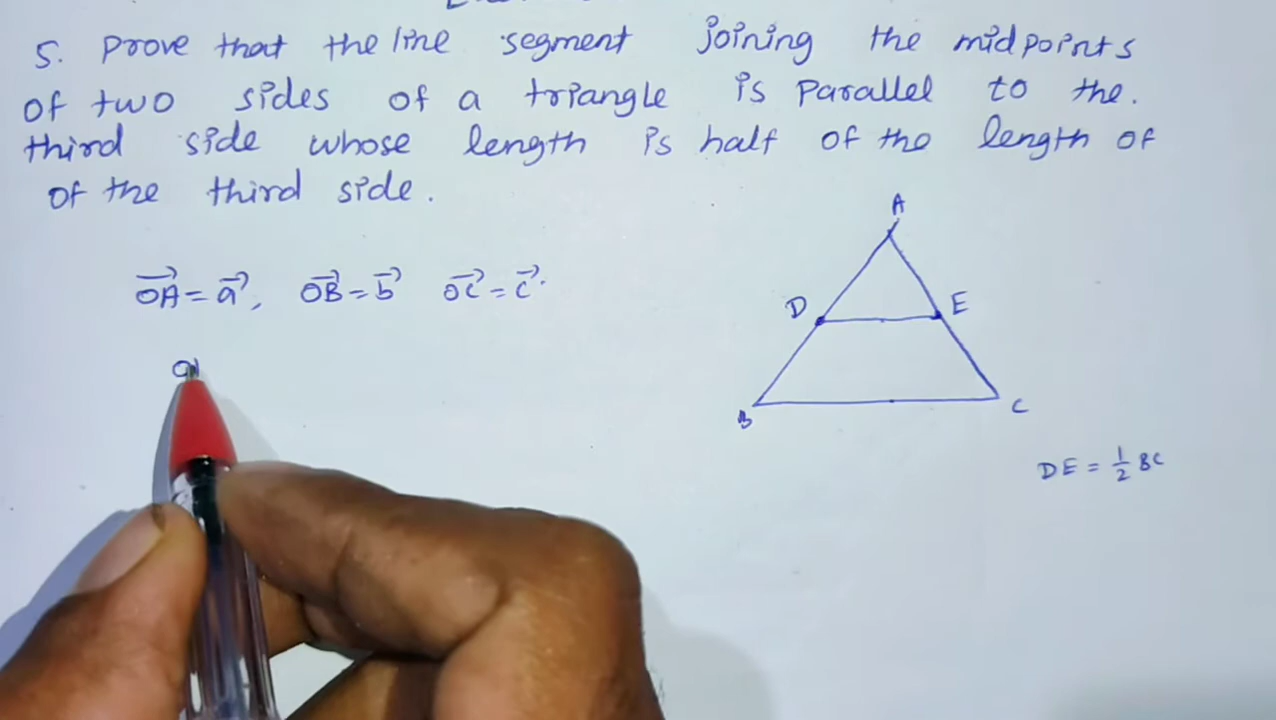 5. Prove that the line segment joining the midpoints
of two sides of a triangle is parallel to the.
third side whose length is half of the length of
of the third side.
A
OA→ = a→, OB→ = b→ OC→ = c→.
D E
B C
DE = 1/2 BC